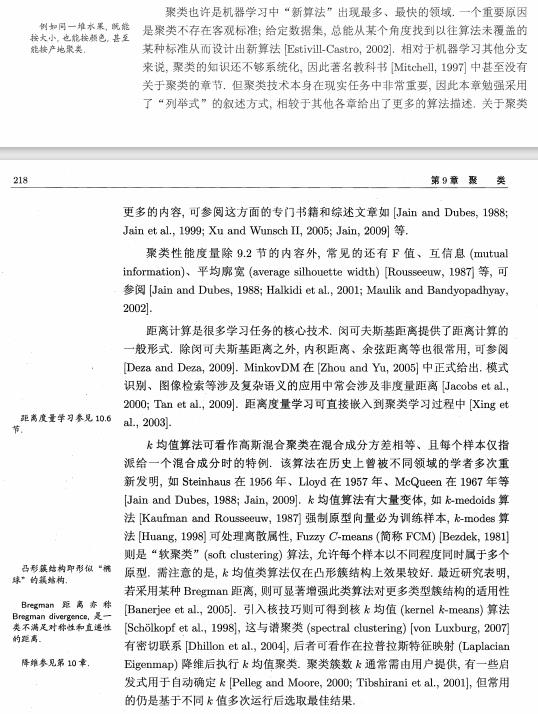 聚类也许是机器学习中“新算法”出现最多、最快的领域. 一个重要原因
例如同一堆水果, 既能
按大小, 也能按颜色, 甚至
能按产地聚类.
是聚类不存在客观标准; 给定数据集, 总能从某个角度找到以往算法未覆盖的
某种标准从而设计出新算法 [Estivill-Castro, 2002]. 相对于机器学习其他分支
来说, 聚类的知识还不够系统化, 因此著名教科书 [Mitchell, 1997] 中甚至没有
关于聚类的章节. 但聚类技术本身在现实任务中非常重要, 因此本章勉强采用
了“列举式”的叙述方式, 相较于其他各章给出了更多的算法描述. 关于聚类
218
第 9 章 聚 类
更多的内容, 可参阅这方面的专门书籍和综述文章如 [Jain and Dubes, 1988;
Jain et al., 1999; Xu and Wunsch II, 2005; Jain, 2009] 等.
聚类性能度量除 9.2 节的内容外, 常见的还有 F 值、互信息 (mutual
information)、平均廓宽 (average silhouette width) [Rousseeuw, 1987] 等, 可
参阅 [Jain and Dubes, 1988; Halkidi et al., 2001; Maulik and Bandyopadhyay,
2002].
距离计算是很多学习任务的核心技术. 闵可夫斯基距离提供了距离计算的
一般形式. 除闵可夫斯基距离之外, 内积距离、余弦距离等也很常用, 可参阅
[Deza and Deza, 2009]. MinkovDM 在 [Zhou and Yu, 2005] 中正式给出. 模式
识别、图像检索等涉及复杂语义的应用中常会涉及非度量距离 [Jacobs et al.,
2000; Tan et al., 2009]. 距离度量学习可直接嵌入到聚类学习过程中 [Xing et
al., 2003].
距离度量学习参见 10.6
节.
k 均值算法可看作高斯混合聚类在混合成分方差相等、且每个样本仅指
派给一个混合成分时的特例. 该算法在历史上曾被不同领域的学者多次重
新发明, 如 Steinhaus 在 1956 年、Lloyd 在 1957 年、McQueen 在 1967 年等
[Jain and Dubes, 1988; Jain, 2009]. k 均值算法有大量变体, 如 k-medoids 算
法 [Kaufman and Rousseeuw, 1987] 强制原型向量必为训练样本, k-modes 算
法 [Huang, 1998] 可处理离散属性, Fuzzy C-means (简称 FCM) [Bezdek, 1981]
则是“软聚类” (soft clustering) 算法, 允许每个样本以不同程度同时属于多个
原型. 需注意的是, k 均值类算法仅在凸形簇结构上效果较好. 最近研究表明,
若采用某种 Bregman 距离, 则可显著增强此类算法对更多类型簇结构的适用性
[Banerjee et al., 2005]. 引入核技巧则可得到核 k 均值 (kernel k-means) 算法
[Schölkopf et al., 1998], 这与谱聚类 (spectral clustering) [von Luxburg, 2007]
有密切联系 [Dhillon et al., 2004], 后者可看作在拉普拉斯特征映射 (Laplacian
Eigenmap) 降维后执行 k 均值聚类. 聚类簇数 k 通常需由用户提供, 有一些启
发式用于自动确定 k [Pelleg and Moore, 2000; Tibshirani et al., 2001], 但常用
的仍是基于不同 k 值多次运行后选取最佳结果.
凸形簇结构即形似“椭
球”的簇结构.
Bregman 距离亦称
Bregman divergence, 是一
类不满足对称性和直递性
的距离.
降维参见第 10 章.